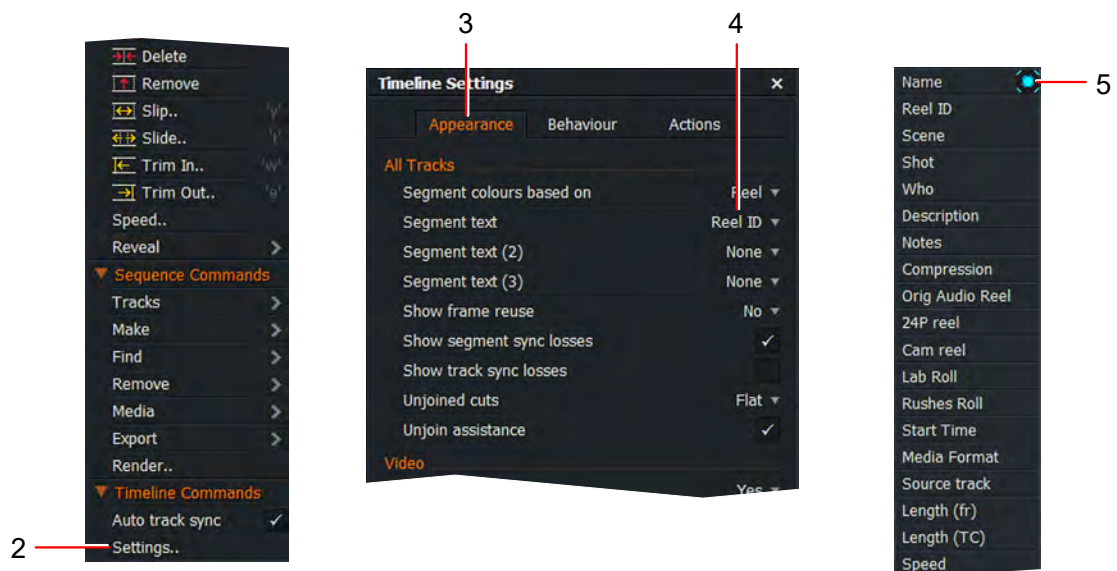 3
4
Delete
Remove
Slip.. 'y'
Slide..
Trim In.. 'w'
Trim Out.. 'e'
Speed..
Reveal
Sequence Commands
Tracks
Make
Find
Remove
Media
Export
Render..
Timeline Commands
Auto track sync
2
Settings..
Timeline Settings
Appearance Behaviour Actions
All Tracks
Segment colours based on Reel
Segment text Reel ID
Segment text (2) None
Segment text (3) None
Show frame reuse No
Show segment sync losses
Show track sync losses
Unjoined cuts Flat
Unjoin assistance
Video
Yes
Name
5
Reel ID
Scene
Shot
Who
Description
Notes
Compression
Orig Audio Reel
24P reel
Cam reel
Lab Roll
Rushes Roll
Start Time
Media Format
Source track
Length (fr)
Length (TC)
Speed